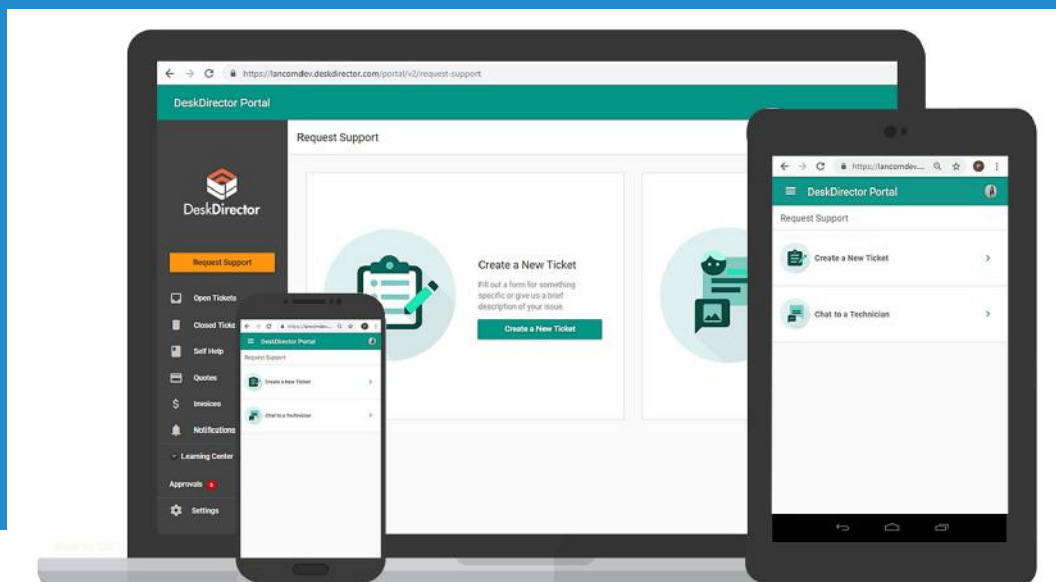 https://lancomdev.deskdirector.com/portal/v2/request-support
DeskDirector Portal
Request Support
DeskDirector
Request Support
Open Tickets
Closed Ticke
Self Help
Quotes
Invoices
Notifications
Learning Center
Approvals
Settings
Create a New Ticket
Fill out a form for something
specific or give us a brief
description of your issue.
Create a New Ticket
https://lancomdev...
DeskDirector Portal
Request Support
Create a New Ticket
Chat to a Technician
https://lancomdev...
P
DeskDirector Portal
Request Support
Create a New Ticket
Chat to a Technician